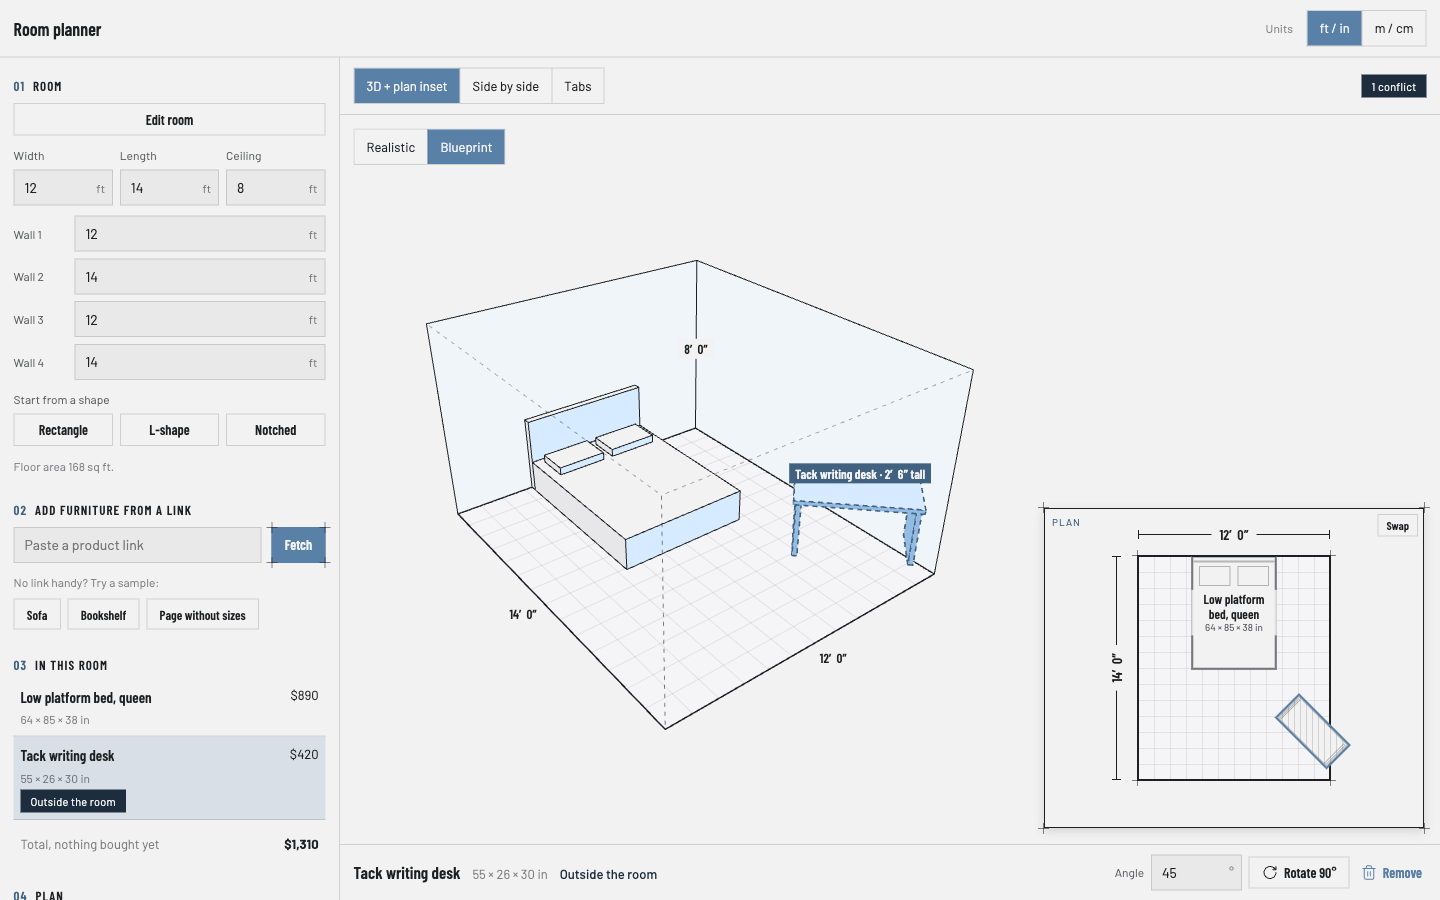 Room planner
Units
ft / in
m / cm
01 ROOM
Edit room
Width
Length
Ceiling
12 ft
14 ft
8 ft
Wall 1
12 ft
Wall 2
14 ft
Wall 3
12 ft
Wall 4
14 ft
Start from a shape
Rectangle
L-shape
Notched
Floor area 168 sq ft.
02 ADD FURNITURE FROM A LINK
Paste a product link
Fetch
No link handy? Try a sample:
Sofa
Bookshelf
Page without sizes
03 IN THIS ROOM
Low platform bed, queen
$890
64 × 85 × 38 in
Tack writing desk
$420
55 × 26 × 30 in
Outside the room
Total, nothing bought yet
$1,310
04 PLAN
3D + plan inset
Side by side
Tabs
1 conflict
Realistic
Blueprint
8′ 0″
Tack writing desk · 2′ 6″ tall
14′ 0″
12′ 0″
PLAN
Swap
12′ 0″
14′ 0″
Low platform
bed, queen
64 × 85 × 38 in
Tack writing desk
55 × 26 × 30 in
Outside the room
Angle
45 °
Rotate 90°
Remove